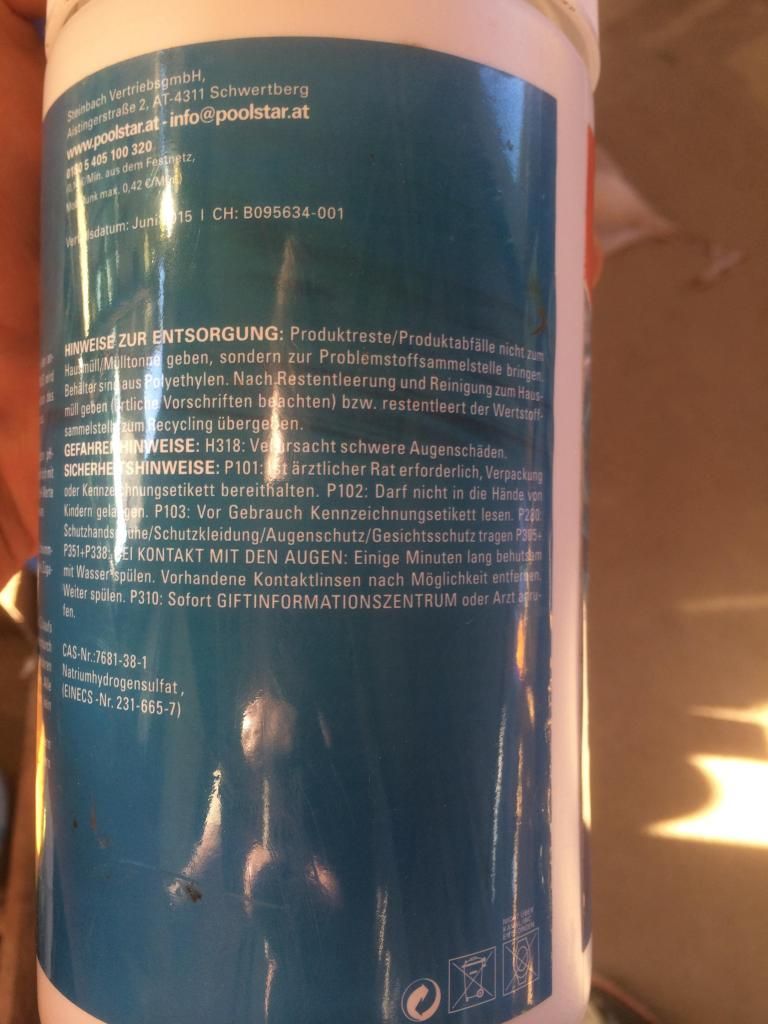 Steinbach VertriebsgmbH,
Aistingerstraße 2, AT-4311 Schwertberg
www.poolstar.at - info@poolstar.at
5 405 100 320
/Min. aus dem Festnetz,
max. 0,42 €/Min
datum: Juni 015 | CH: B095634-001
HINWEISE ZUR ENTSORGUNG: Produktreste/Produktabfälle nicht zum
Hausmüll/Mülltonne geben, sondern zur Problemstoffsammelstelle bringen.
Behälter sind aus Polyethylen. Nach Restentleerung und Reinigung zum Haus-
müll geben (örtliche Vorschriften beachten) bzw. restentleert der Wertstoff-
sammelstelle zum Recycling übergeben.
GEFAHRENHINWEISE: H318: Verursacht schwere Augenschäden.
SICHERHEITSHINWEISE: P101: Ist ärztlicher Rat erforderlich, Verpackung
oder Kennzeichnungsetikett bereithalten. P102: Darf nicht in die Hände von
Kindern gelangen. P103: Vor Gebrauch Kennzeichnungsetikett lesen. P280:
Schutzhandschuhe/Schutzkleidung/Augenschutz/Gesichtsschutz tragen P305+
P351+P338: BEI KONTAKT MIT DEN AUGEN: Einige Minuten lang behutsam
mit Wasser spülen. Vorhandene Kontaktlinsen nach Möglichkeit entfernen.
Weiter spülen. P310: Sofort GIFTINFORMATIONSZENTRUM oder Arzt anru-
fen.
CAS-Nr.:7681-38-1
Natriumhydrogensulfat ,
(EINECS -Nr. 231-665-7)